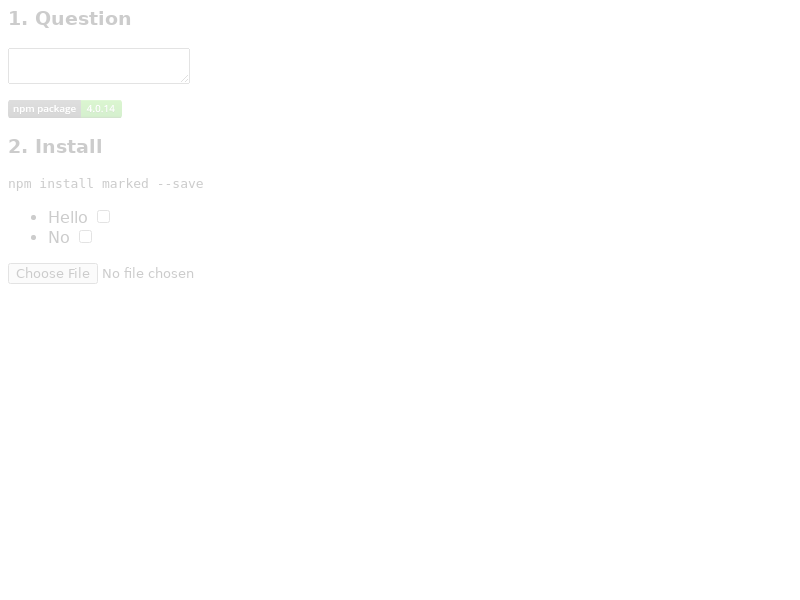 1. Question
npm package 4.0.14
2. Install
npm install marked --save
Hello
No
Choose File No file chosen